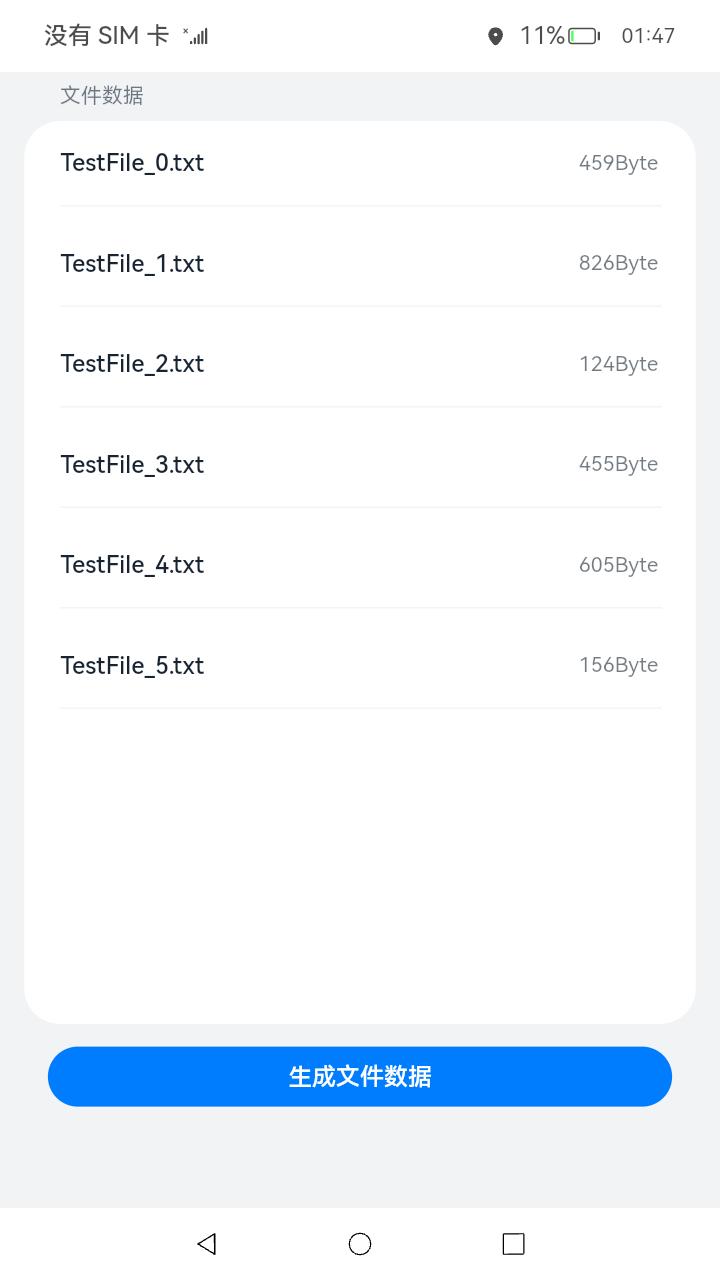 没有 SIM 卡 11% 01:47
文件数据
TestFile_0.txt 459Byte
TestFile_1.txt 826Byte
TestFile_2.txt 124Byte
TestFile_3.txt 455Byte
TestFile_4.txt 605Byte
TestFile_5.txt 156Byte
生成文件数据